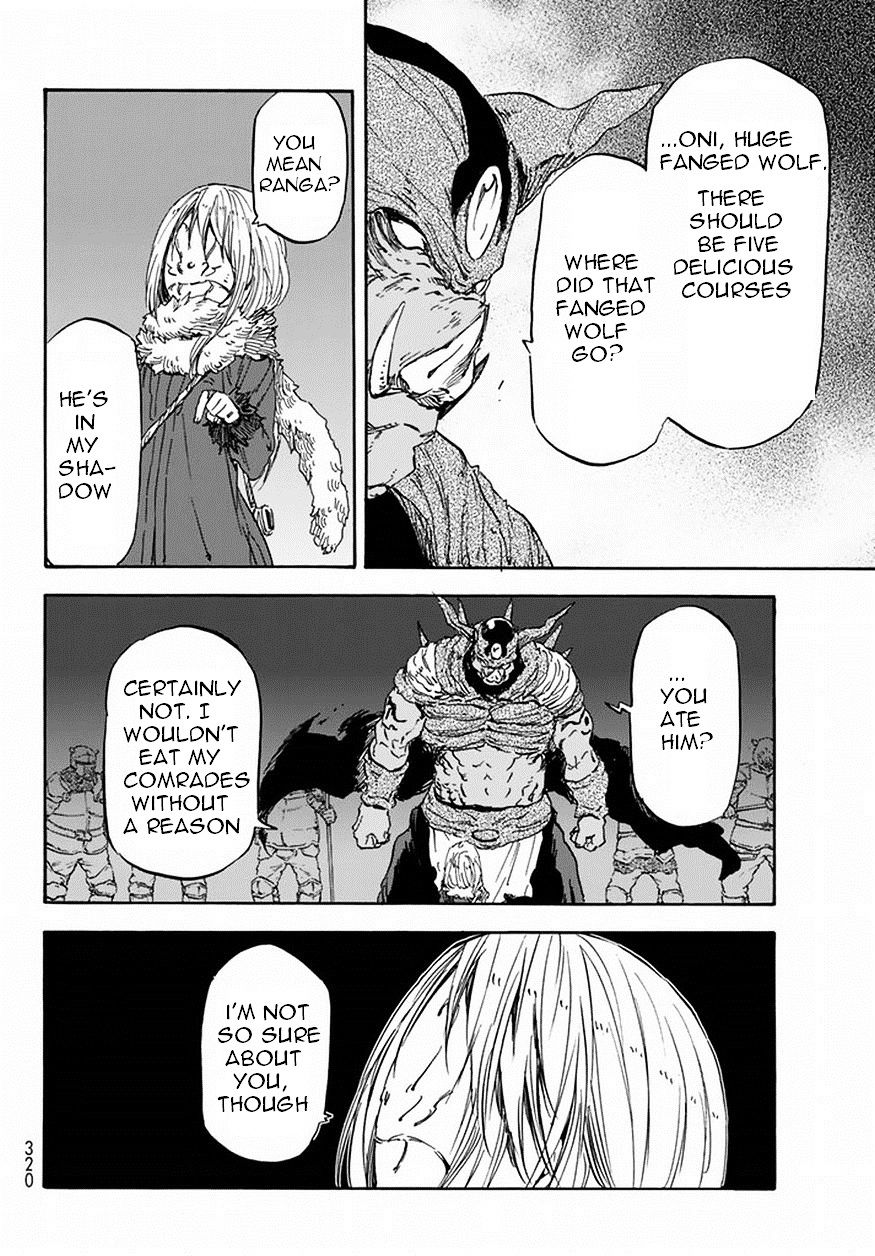 ...ONI, HUGE
FANGED WOLF.
THERE
SHOULD
BE FIVE
DELICIOUS
COURSES
WHERE
DID THAT
FANGED
WOLF
GO?
YOU
MEAN
RANGA?
HE'S
IN
MY
SHA-
DOW
...
YOU
ATE
HIM?
CERTAINLY
NOT. I
WOULDN'T
EAT MY
COMRADES
WITHOUT
A REASON
I'M NOT
SO SURE
ABOUT
YOU,
THOUGH
320